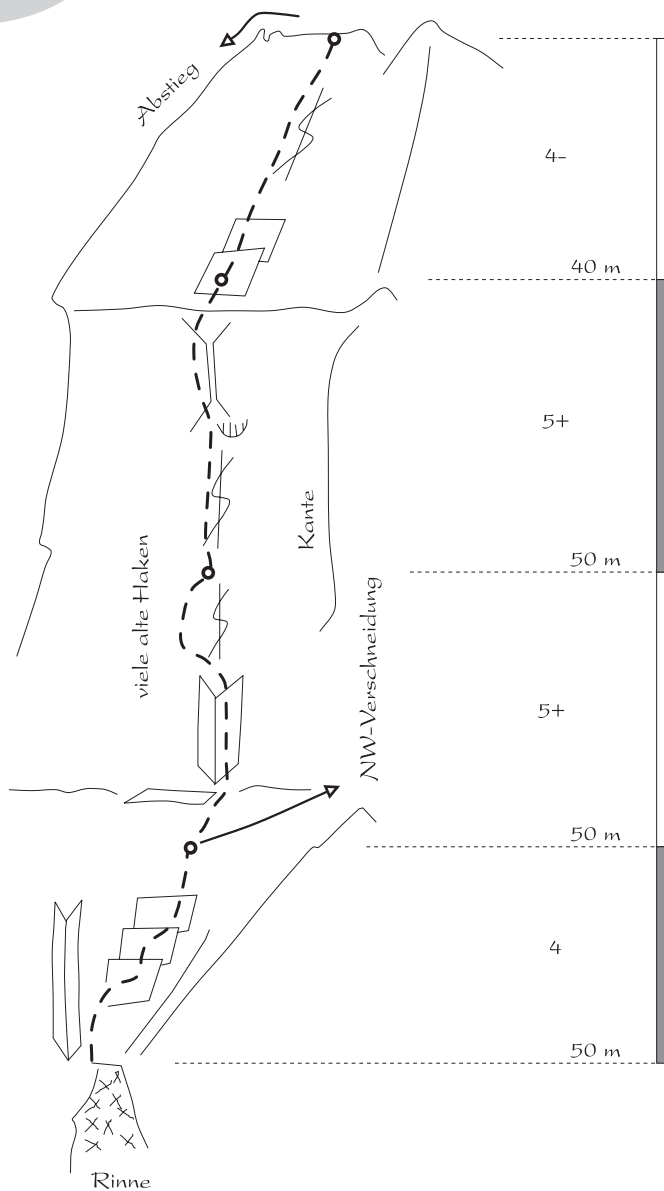 Abstieg
4-
40 m
5+
Kante
viele alte Haken
50 m
NW-Verschneidung
5+
50 m
4
50 m
Rinne